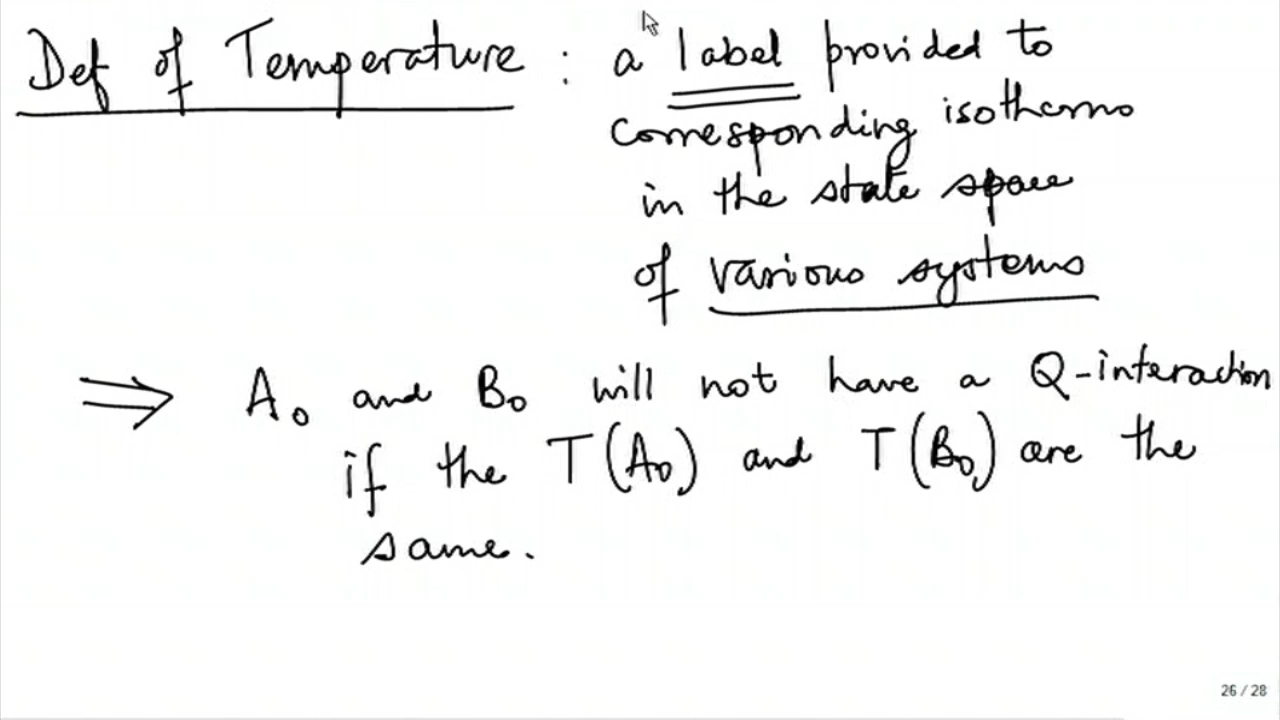 Def of Temperature : a label provided to
corresponding isotherms
in the state space
of various systems
⇒ A₀ and B₀ will not have a Q-interaction
if the T(A₀) and T(B₀) are the
same.
26 / 28